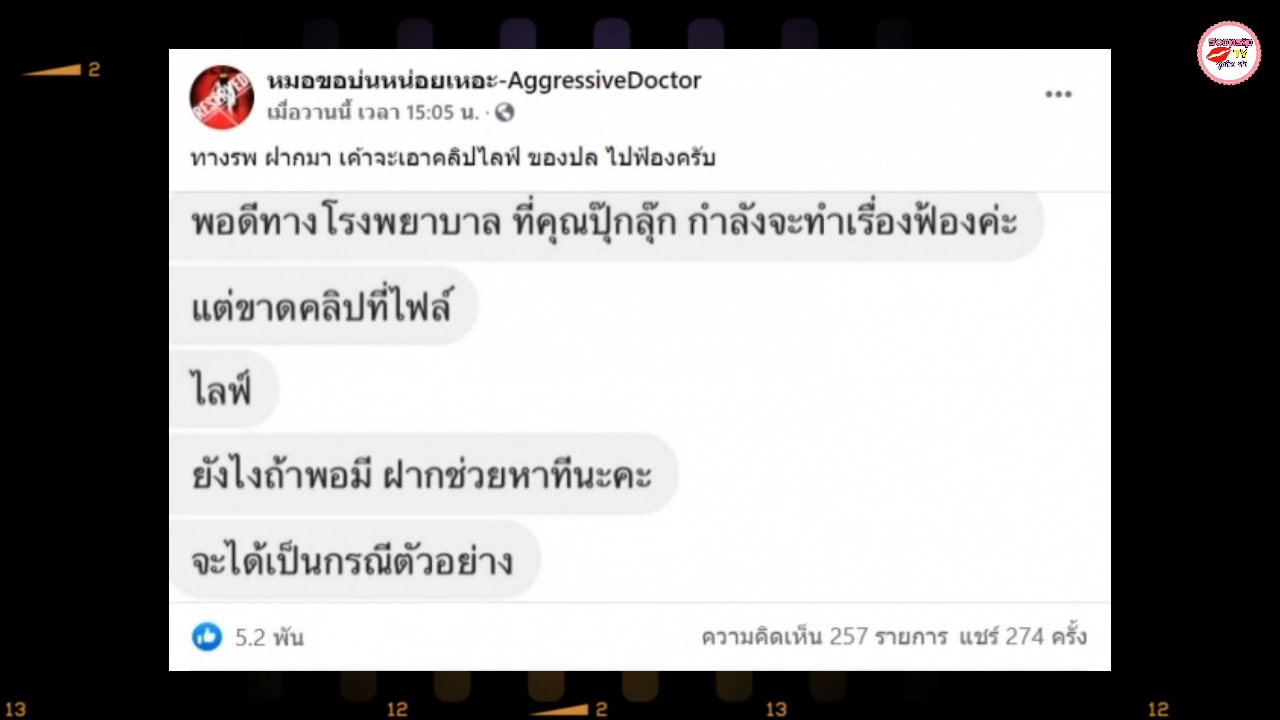 2
หมอขอบ่นหน่อยเหอะ-AggressiveDoctor
เมื่อวานนี้ เวลา 15:05 น. ·
RESERVED
ทางรพ ฝากมา เค้าจะเอาคลิปไลฟ์ ของปล ไปฟ้องครับ
พอดีทางโรงพยาบาล ที่คุณปุ๊กลุ๊ก กำลังจะทำเรื่องฟ้องค่ะ
แต่ขาดคลิปที่ไฟล์
ไลฟ์
ยังไงถ้าพอมี ฝากช่วยหาทีนะคะ
จะได้เป็นกรณีตัวอย่าง
5.2 พัน
ความคิดเห็น 257 รายการ แชร์ 274 ครั้ง
13 12 2 13 12